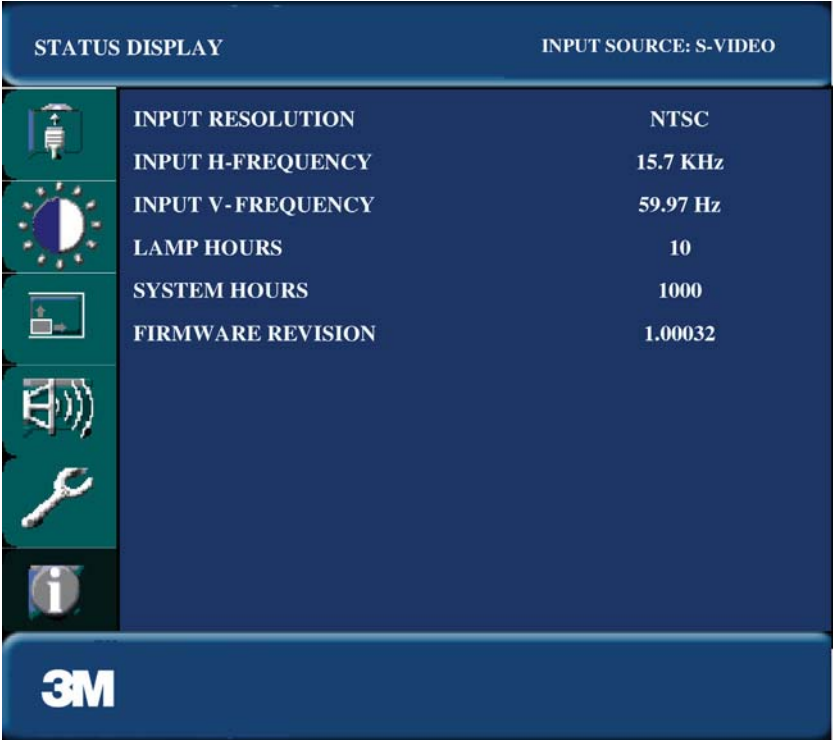 STATUS DISPLAY INPUT SOURCE: S-VIDEO
INPUT RESOLUTION NTSC
INPUT H-FREQUENCY 15.7 KHz
INPUT V-FREQUENCY 59.97 Hz
LAMP HOURS 10
SYSTEM HOURS 1000
FIRMWARE REVISION 1.00032
i
3M